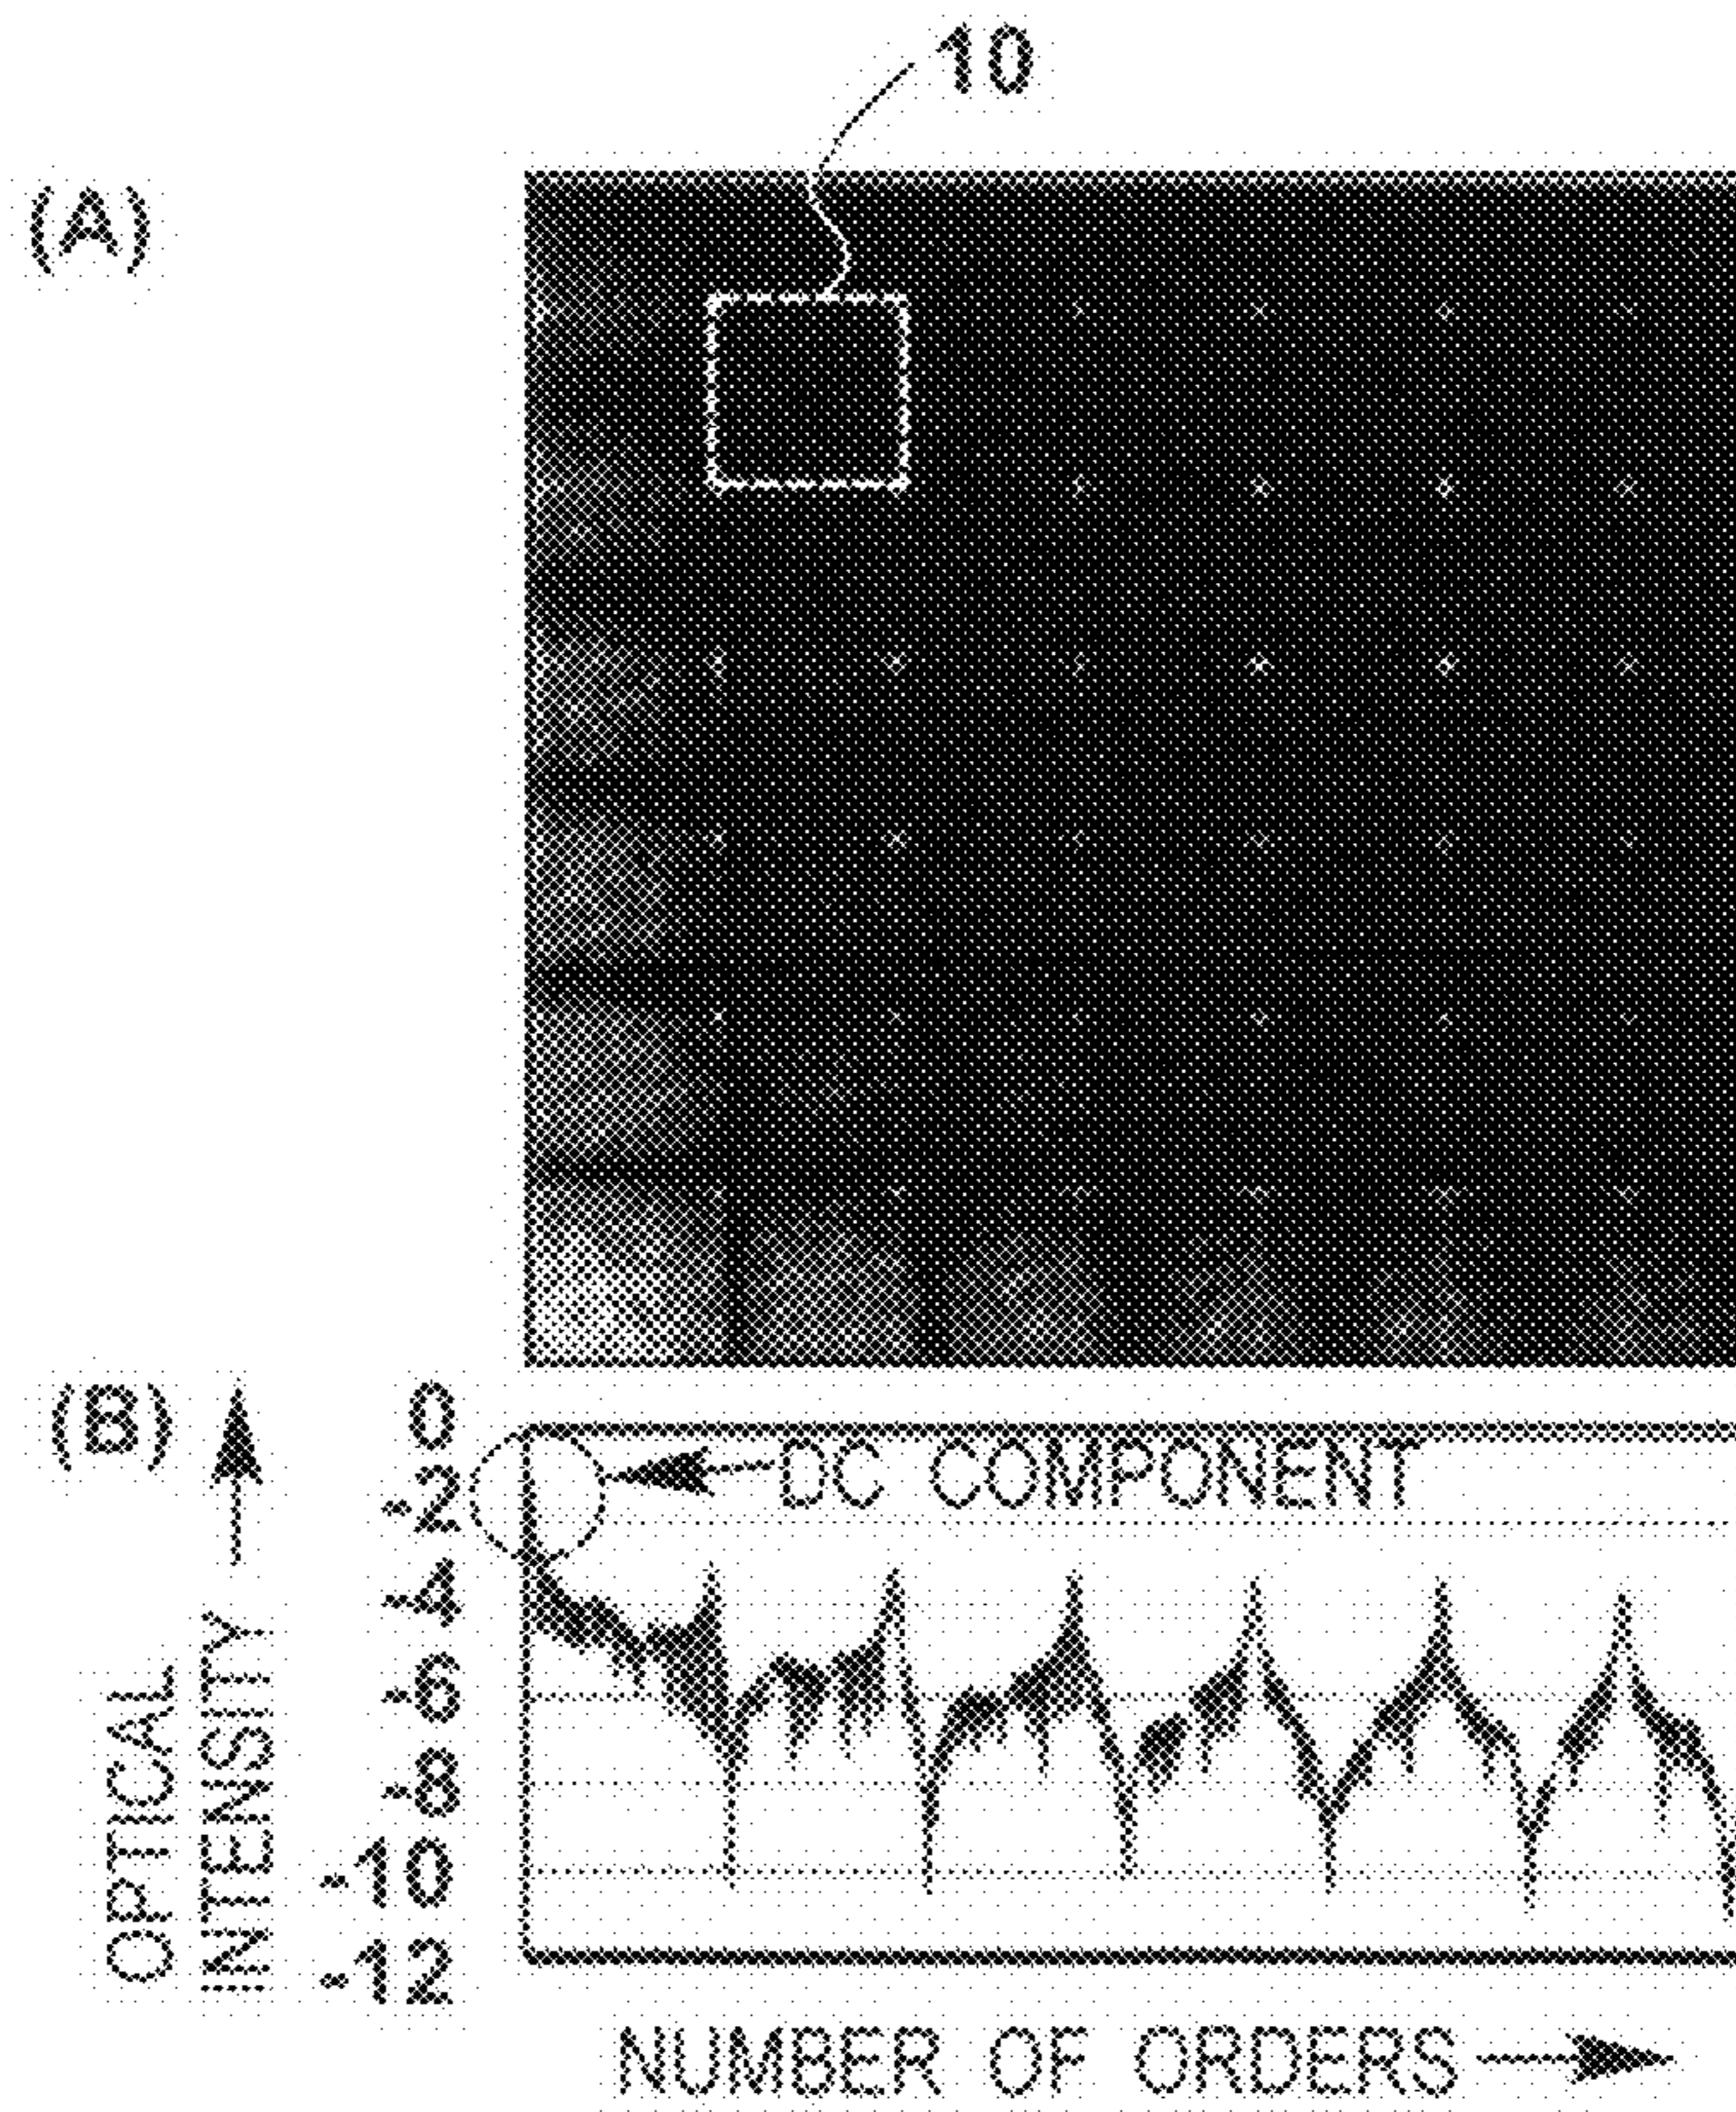 10
(A)
(B)
0
-2
-4
-6
-8
-10
-12
DC COMPONENT
OPTICAL
INTENSITY
NUMBER OF ORDERS